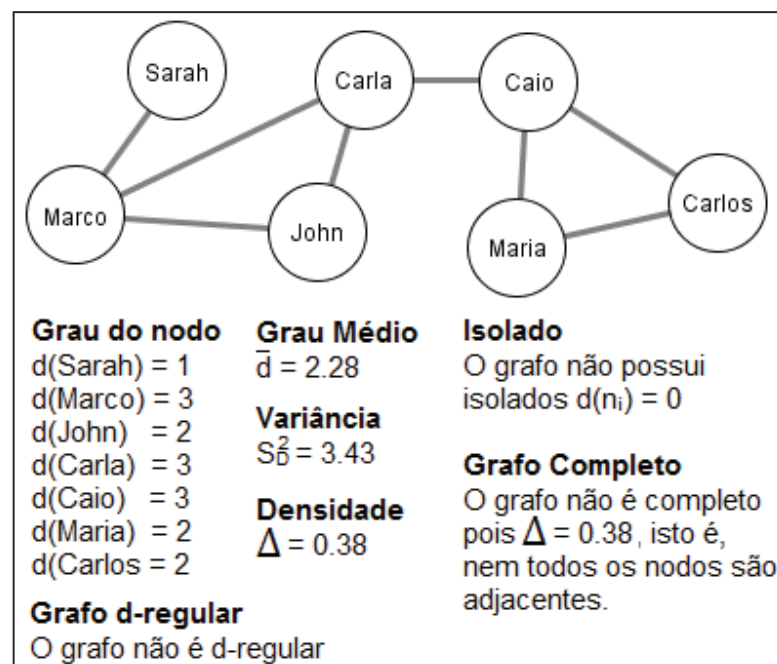 Sarah
Carla
Caio
Marco
John
Maria
Carlos
Grau do nodo
d(Sarah) = 1
d(Marco) = 3
d(John) = 2
d(Carla) = 3
d(Caio) = 3
d(Maria) = 2
d(Carlos = 2
Grafo d-regular
O grafo não é d-regular
Grau Médio
d̅ = 2.28
Variância
S²_D = 3.43
Densidade
Δ = 0.38
Isolado
O grafo não possui
isolados d(nᵢ) = 0
Grafo Completo
O grafo não é completo
pois Δ = 0.38, isto é,
nem todos os nodos são
adjacentes.